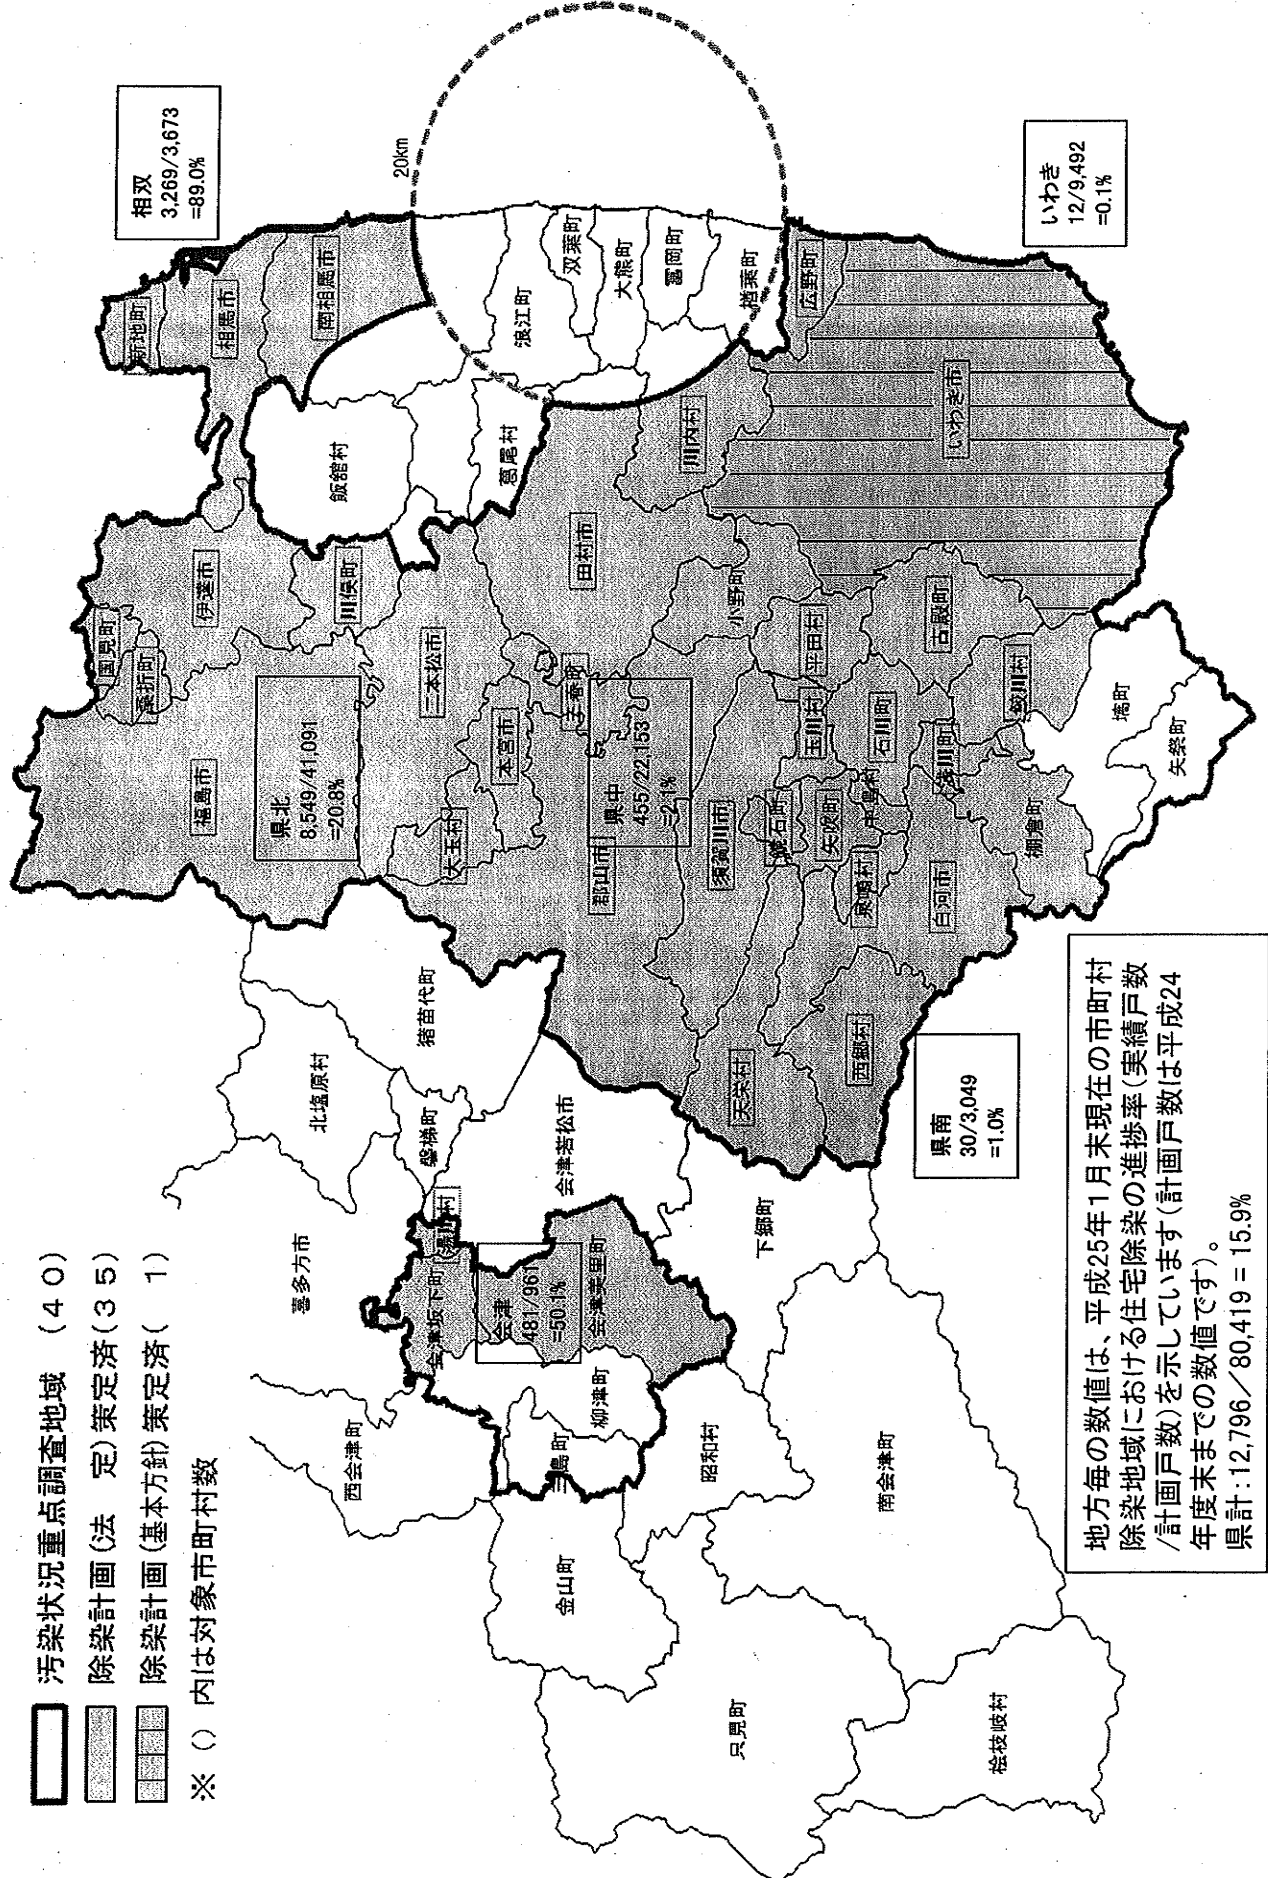 汚染状況重点調査地域 （４０）
除染計画(法　定)策定済(３５)
除染計画(基本方針)策定済(　１)
※（）内は対象市町村数
相双
3,269/3,673
=89.0%
20km
いわき
12/9,492
=0.1%
県北
8,549/41,091
=20.8%
県中
455/22,153
=2.1%
県南
30/3,049
=1.0%
会津
481/961
=50.1%
新地町
相馬市
南相馬市
飯舘村
浪江町
双葉町
大熊町
富岡町
楢葉町
広野町
葛尾村
川内村
いわき市
国見町
桑折町
伊達市
福島市
川俣町
二本松市
大玉村
本宮市
三春町
田村市
小野町
郡山市
須賀川市
鏡石町
玉川村
平田村
石川町
古殿町
浅川町
鮫川村
矢吹町
中島村
泉崎村
白河市
棚倉町
塙町
矢祭町
天栄村
西郷村
猪苗代町
北塩原村
磐梯町
会津若松市
喜多方市
湯川村
会津坂下町
会津美里町
柳津町
三島町
西会津町
金山町
昭和村
下郷町
南会津町
只見町
桧枝岐村
地方毎の数値は、平成25年１月末現在の市町村
除染地域における住宅除染の進捗率(実績戸数
/計画戸数)を示しています(計画戸数は平成24
年度末までの数値です)。
県計：12,796／80,419 = 15.9%